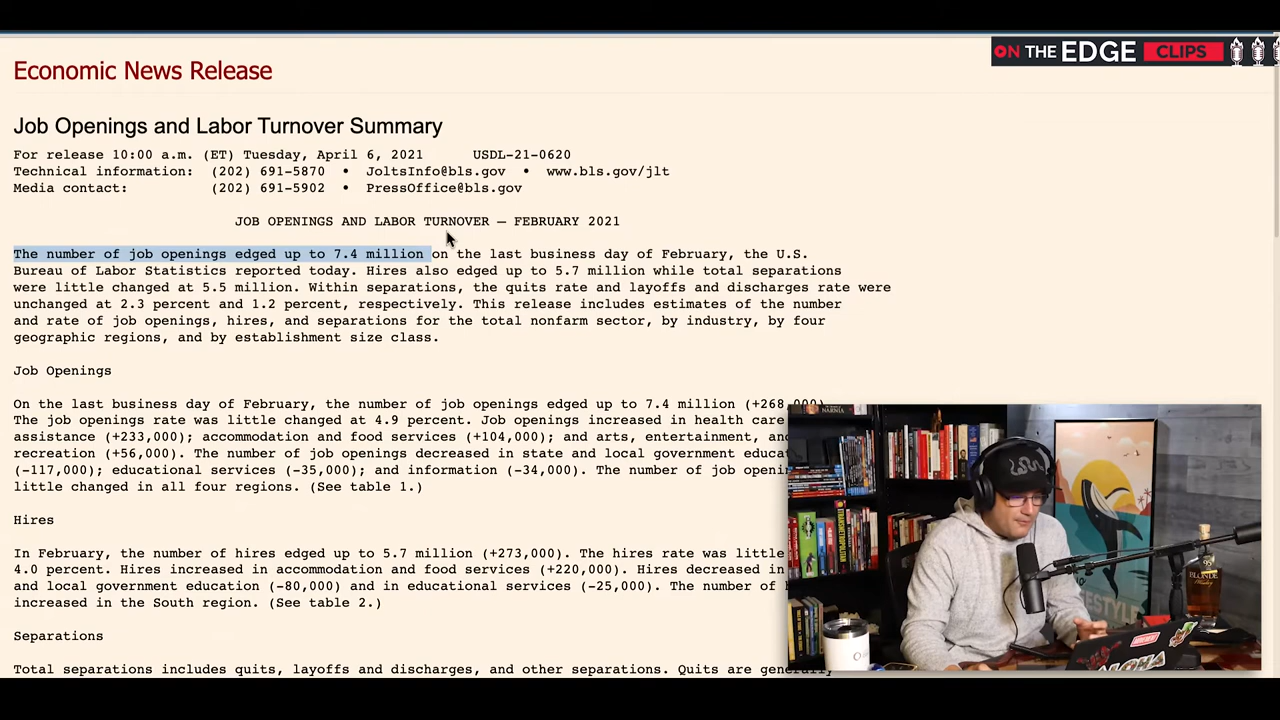 ON THE EDGE CLIPS
Economic News Release
Job Openings and Labor Turnover Summary
For release 10:00 a.m. (ET) Tuesday, April 6, 2021 USDL-21-0620
Technical information: (202) 691-5870 • JoltsInfo@bls.gov • www.bls.gov/jlt
Media contact: (202) 691-5902 • PressOffice@bls.gov
JOB OPENINGS AND LABOR TURNOVER — FEBRUARY 2021
The number of job openings edged up to 7.4 million on the last business day of February, the U.S.
Bureau of Labor Statistics reported today. Hires also edged up to 5.7 million while total separations
were little changed at 5.5 million. Within separations, the quits rate and layoffs and discharges rate were
unchanged at 2.3 percent and 1.2 percent, respectively. This release includes estimates of the number
and rate of job openings, hires, and separations for the total nonfarm sector, by industry, by four
geographic regions, and by establishment size class.
Job Openings
On the last business day of February, the number of job openings edged up to 7.4 million (+268,000).
The job openings rate was little changed at 4.9 percent. Job openings increased in health care
assistance (+233,000); accommodation and food services (+104,000); and arts, entertainment, and
recreation (+56,000). The number of job openings decreased in state and local government educat
(-117,000); educational services (-35,000); and information (-34,000). The number of job openin
little changed in all four regions. (See table 1.)
Hires
In February, the number of hires edged up to 5.7 million (+273,000). The hires rate was little
4.0 percent. Hires increased in accommodation and food services (+220,000). Hires decreased in
and local government education (-80,000) and in educational services (-25,000). The number of
increased in the South region. (See table 2.)
Separations
Total separations includes quits, layoffs and discharges, and other separations. Quits are generally
NARNIA
TRANSMETROPOLITAN
BLONDE
ESTYLE
ALOHA